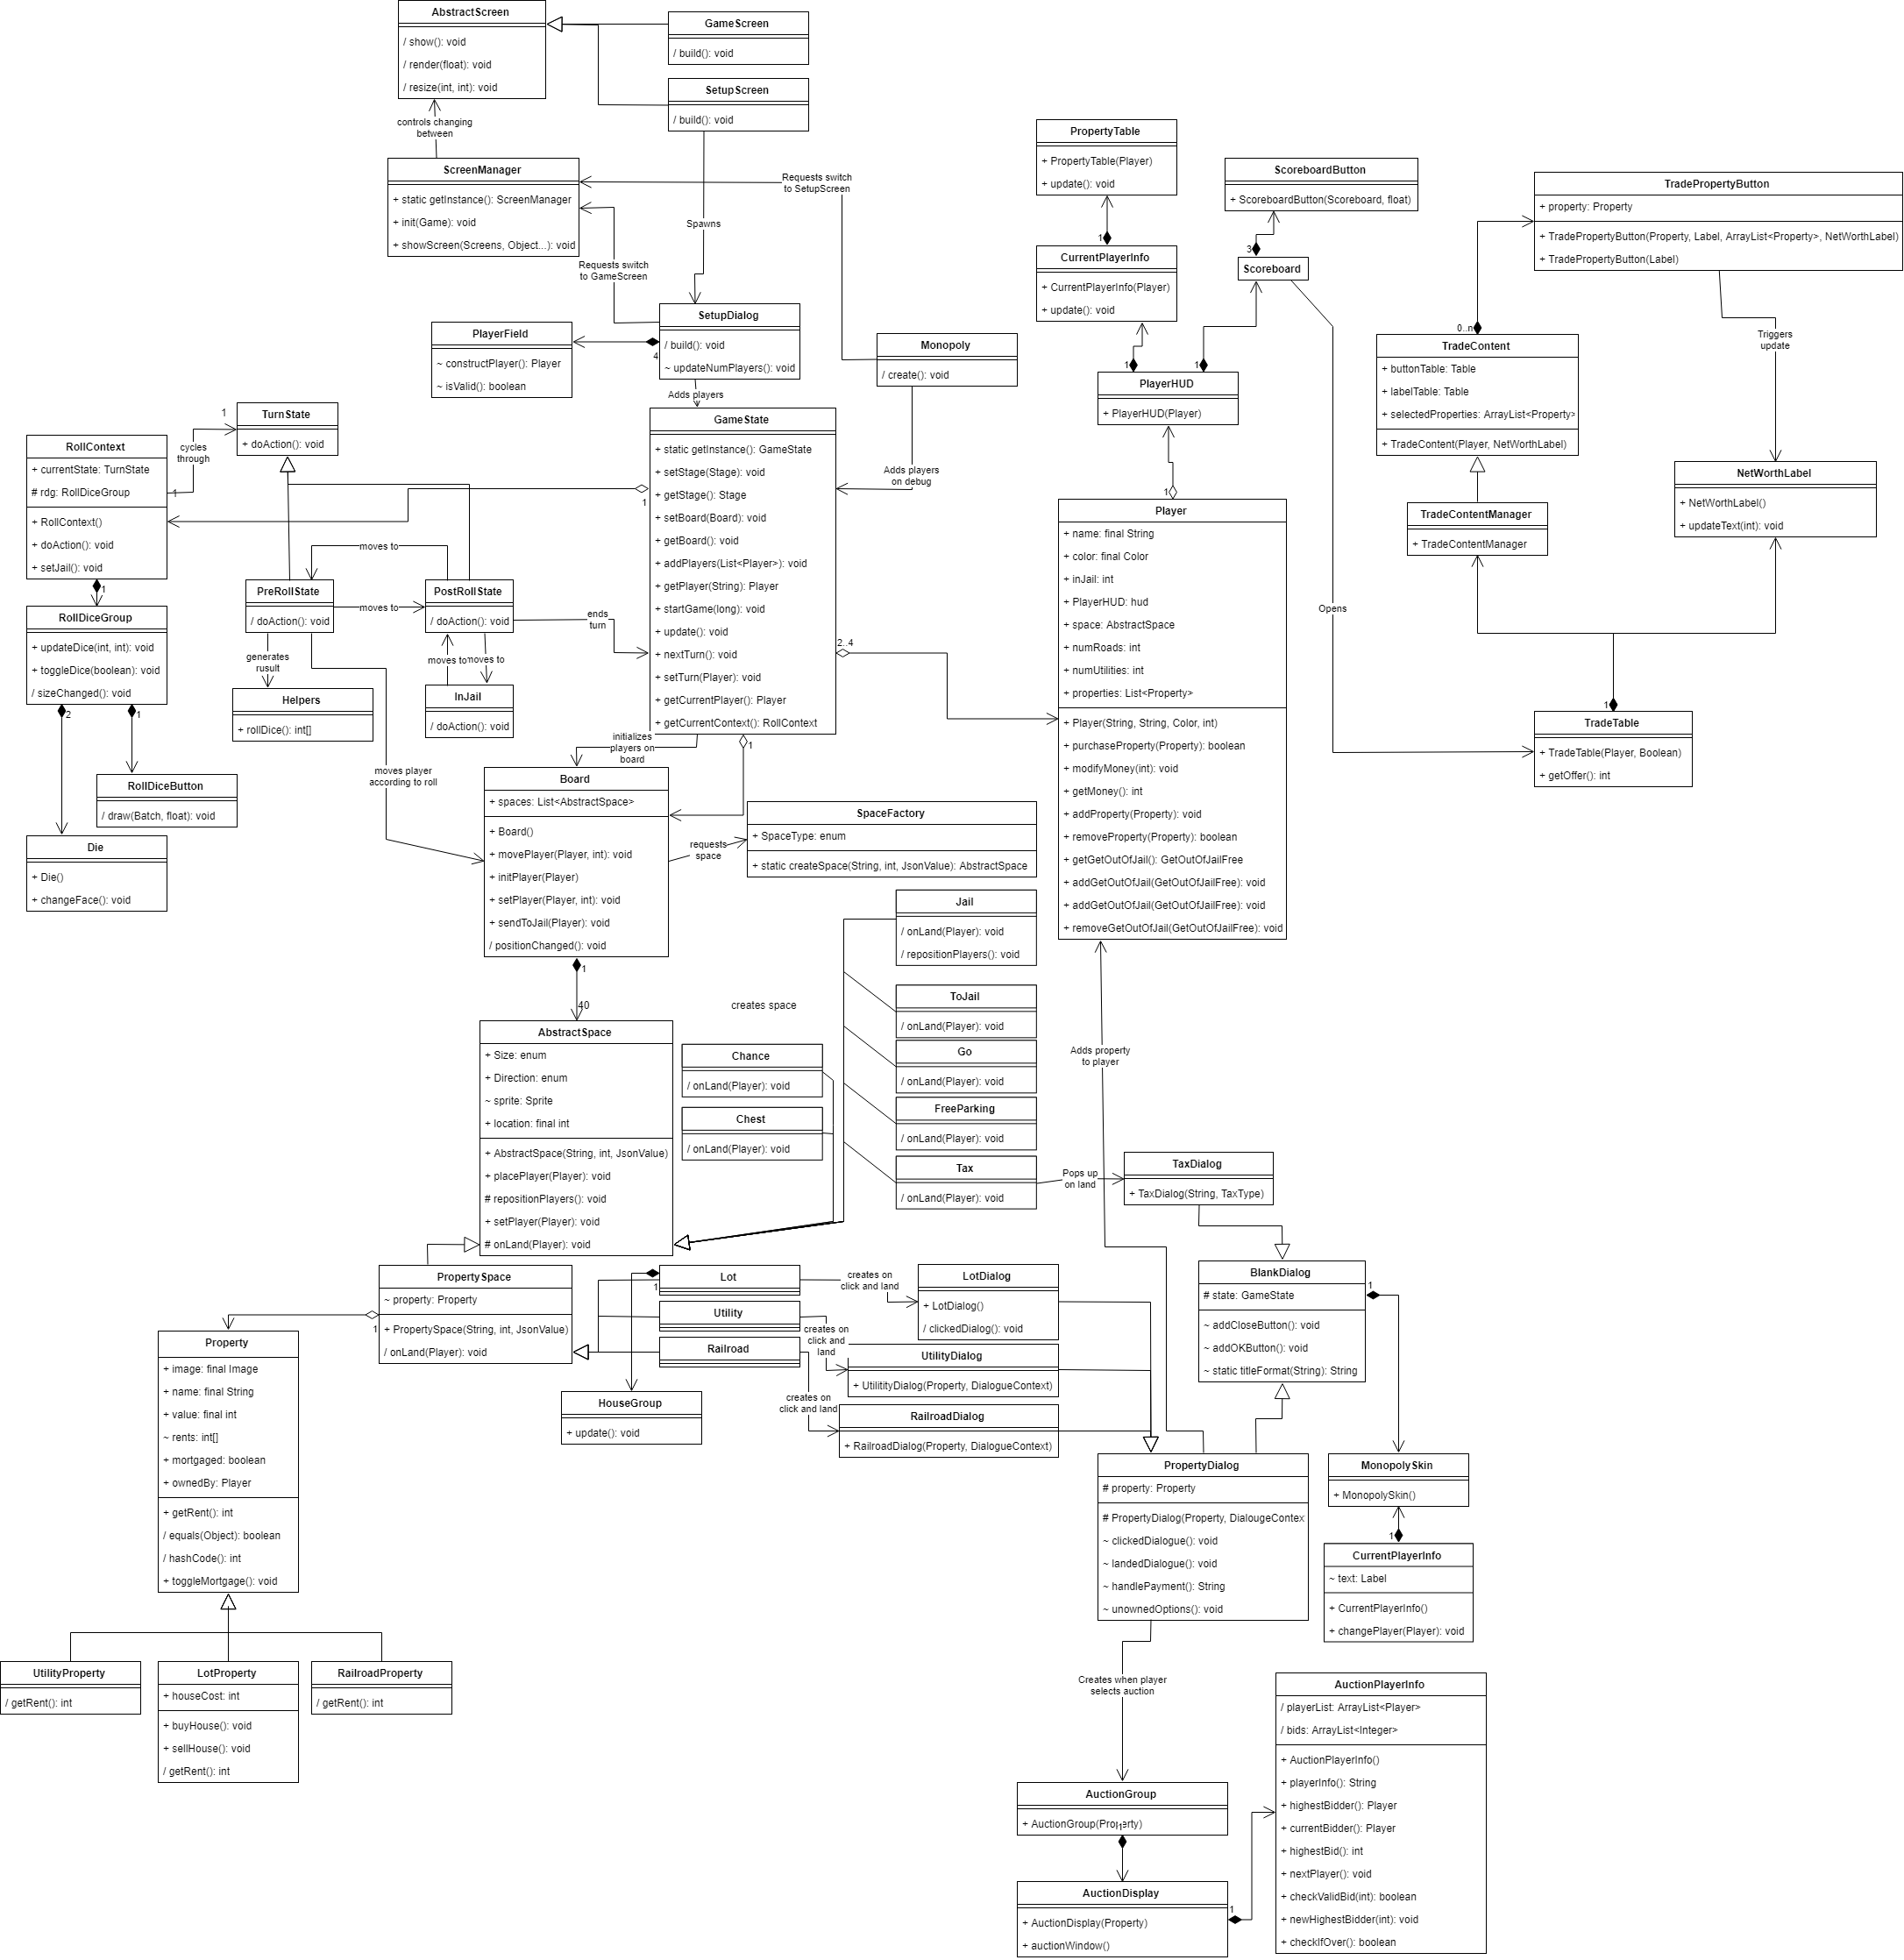 AbstractScreen
/ show(): void
/ render(float): void
/ resize(int, int): void
GameScreen
/ build(): void
SetupScreen
/ build(): void
controls changing
between
ScreenManager
+ static getInstance(): ScreenManager
+ init(Game): void
+ showScreen(Screens, Object...): void
Requests switch
to SetupScreen
Spawns
Requests switch
to GameScreen
SetupDialog
/ build(): void
~ updateNumPlayers(): void
4
PlayerField
~ constructPlayer(): Player
~ isValid(): boolean
Monopoly
/ create(): void
Adds players
Adds players
on debug
PropertyTable
+ PropertyTable(Player)
+ update(): void
1
CurrentPlayerInfo
+ CurrentPlayerInfo(Player)
+ update(): void
1
1
PlayerHUD
+ PlayerHUD(Player)
1
ScoreboardButton
+ ScoreboardButton(Scoreboard, float)
3
Scoreboard
Opens
TradePropertyButton
+ property: Property
+ TradePropertyButton(Property, Label, ArrayList<Property>, NetWorthLabel)
+ TradePropertyButton(Label)
0..n
Triggers
update
TradeContent
+ buttonTable: Table
+ labelTable: Table
+ selectedProperties: ArrayList<Property>
+ TradeContent(Player, NetWorthLabel)
TradeContentManager
+ TradeContentManager
NetWorthLabel
+ NetWorthLabel()
+ updateText(int): void
1
TradeTable
+ TradeTable(Player, Boolean)
+ getOffer(): int
RollContext
+ currentState: TurnState
# rdg: RollDiceGroup
+ RollContext()
+ doAction(): void
+ setJail(): void
1
cycles
through
1
TurnState
+ doAction(): void
1
RollDiceGroup
+ updateDice(int, int): void
+ toggleDice(boolean): void
/ sizeChanged(): void
2
1
RollDiceButton
/ draw(Batch, float): void
Die
+ Die()
+ changeFace(): void
moves to
PreRollState
/ doAction(): void
moves to
PostRollState
/ doAction(): void
ends
turn
generates
rusult
moves to
moves to
Helpers
+ rollDice: int[]
InJail
/ doAction(): void
moves player
according to roll
GameState
+ static getInstance(): GameState
+ setStage(Stage): void
+ getStage(): Stage
+ setBoard(Board): void
+ getBoard(): void
+ addPlayers(List<Player>): void
+ getPlayer(String): Player
+ startGame(long): void
+ update(): void
+ nextTurn(): void
+ setTurn(Player): void
+ getCurrentPlayer(): Player
+ getCurrentContext(): RollContext
1
2..4
1
initializes
players on
board
Player
+ name: final String
+ color: final Color
+ inJail: int
+ PlayerHUD: hud
+ space: AbstractSpace
+ numRoads: int
+ numUtilities: int
+ properties: List<Property>
+ Player(String, String, Color, int)
+ purchaseProperty(Property): boolean
+ modifyMoney(int): void
+ getMoney(): int
+ addProperty(Property): void
+ removeProperty(Property): boolean
+ getGetOutOfJail(): GetOutOfJailFree
+ addGetOutOfJail(GetOutOfJailFree): void
+ addGetOutOfJail(GetOutOfJailFree): void
+ removeGetOutOfJail(GetOutOfJailFree): void
Board
+ spaces: List<AbstractSpace>
+ Board()
+ movePlayer(Player, int): void
+ initPlayer(Player)
+ setPlayer(Player, int): void
+ sendToJail(Player): void
/ positionChanged(): void
1
40
requests
space
SpaceFactory
+ SpaceType: enum
+ static createSpace(String, int, JsonValue): AbstractSpace
creates space
Jail
/ onLand(Player): void
/ repositionPlayers(): void
ToJail
/ onLand(Player): void
Go
/ onLand(Player): void
FreeParking
/ onLand(Player): void
Tax
/ onLand(Player): void
Chance
/ onLand(Player): void
Chest
/ onLand(Player): void
AbstractSpace
+ Size: enum
+ Direction: enum
~ sprite: Sprite
+ location: final int
+ AbstractSpace(String, int, JsonValue)
+ placePlayer(Player): void
# repositionPlayers(): void
+ setPlayer(Player): void
# onLand(Player): void
Adds property
to player
Pops up
on land
TaxDialog
+ TaxDialog(String, TaxType)
BlankDialog
# state: GameState
~ addCloseButton(): void
~ addOKButton(): void
~ static titleFormat(String): String
1
PropertySpace
~ property: Property
+ PropertySpace(String, int, JsonValue)
/ onLand(Player): void
1
Lot
1
Utility
Railroad
creates on
click and land
creates on
click and
land
creates on
click and land
LotDialog
+ LotDialog()
/ clickedDialog(): void
UtilityDialog
+ UtilitityDialog(Property, DialogueContext)
RailroadDialog
+ RailroadDialog(Property, DialogueContext)
HouseGroup
+ update(): void
Property
+ image: final Image
+ name: final String
+ value: final int
~ rents: int[]
+ mortgaged: boolean
+ ownedBy: Player
+ getRent(): int
/ equals(Object): boolean
/ hashCode(): int
+ toggleMortgage(): void
UtilityProperty
/ getRent(): int
LotProperty
+ houseCost: int
+ buyHouse(): void
+ sellHouse(): void
/ getRent(): int
RailroadProperty
/ getRent(): int
PropertyDialog
# property: Property
# PropertyDialog(Property, DialougeContex
~ clickedDialogue(): void
~ landedDialogue(): void
~ handlePayment(): String
~ unownedOptions(): void
MonopolySkin
+ MonopolySkin()
1
CurrentPlayerInfo
~ text: Label
+ CurrentPlayerInfo()
+ changePlayer(Player): void
Creates when player
selects auction
AuctionGroup
+ AuctionGroup(Property)
1
AuctionDisplay
+ AuctionDisplay(Property)
+ auctionWindow()
1
AuctionPlayerInfo
/ playerList: ArrayList<Player>
/ bids: ArrayList<Integer>
+ AuctionPlayerInfo()
+ playerInfo(): String
+ highestBidder(): Player
+ currentBidder(): Player
+ highestBid(): int
+ nextPlayer(): void
+ checkValidBid(int): boolean
+ newHighestBidder(int): void
+ checkIfOver(): boolean